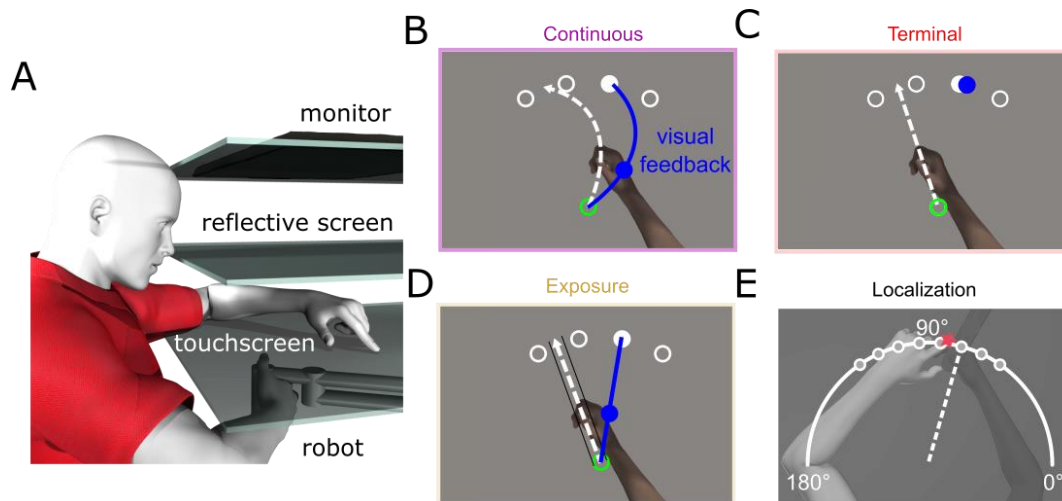 A
monitor
reflective screen
touchscreen
robot
B
Continuous
visual
feedback
C
Terminal
D
Exposure
E
Localization
90°
180°
0°